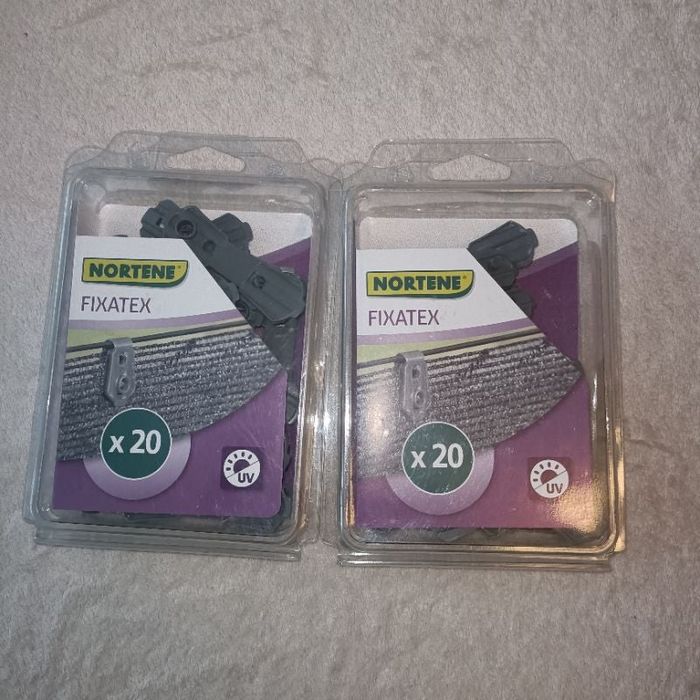 NORTENE®
FIXATEX
x 20
UV
NORTENE®
FIXATEX
x 20
UV